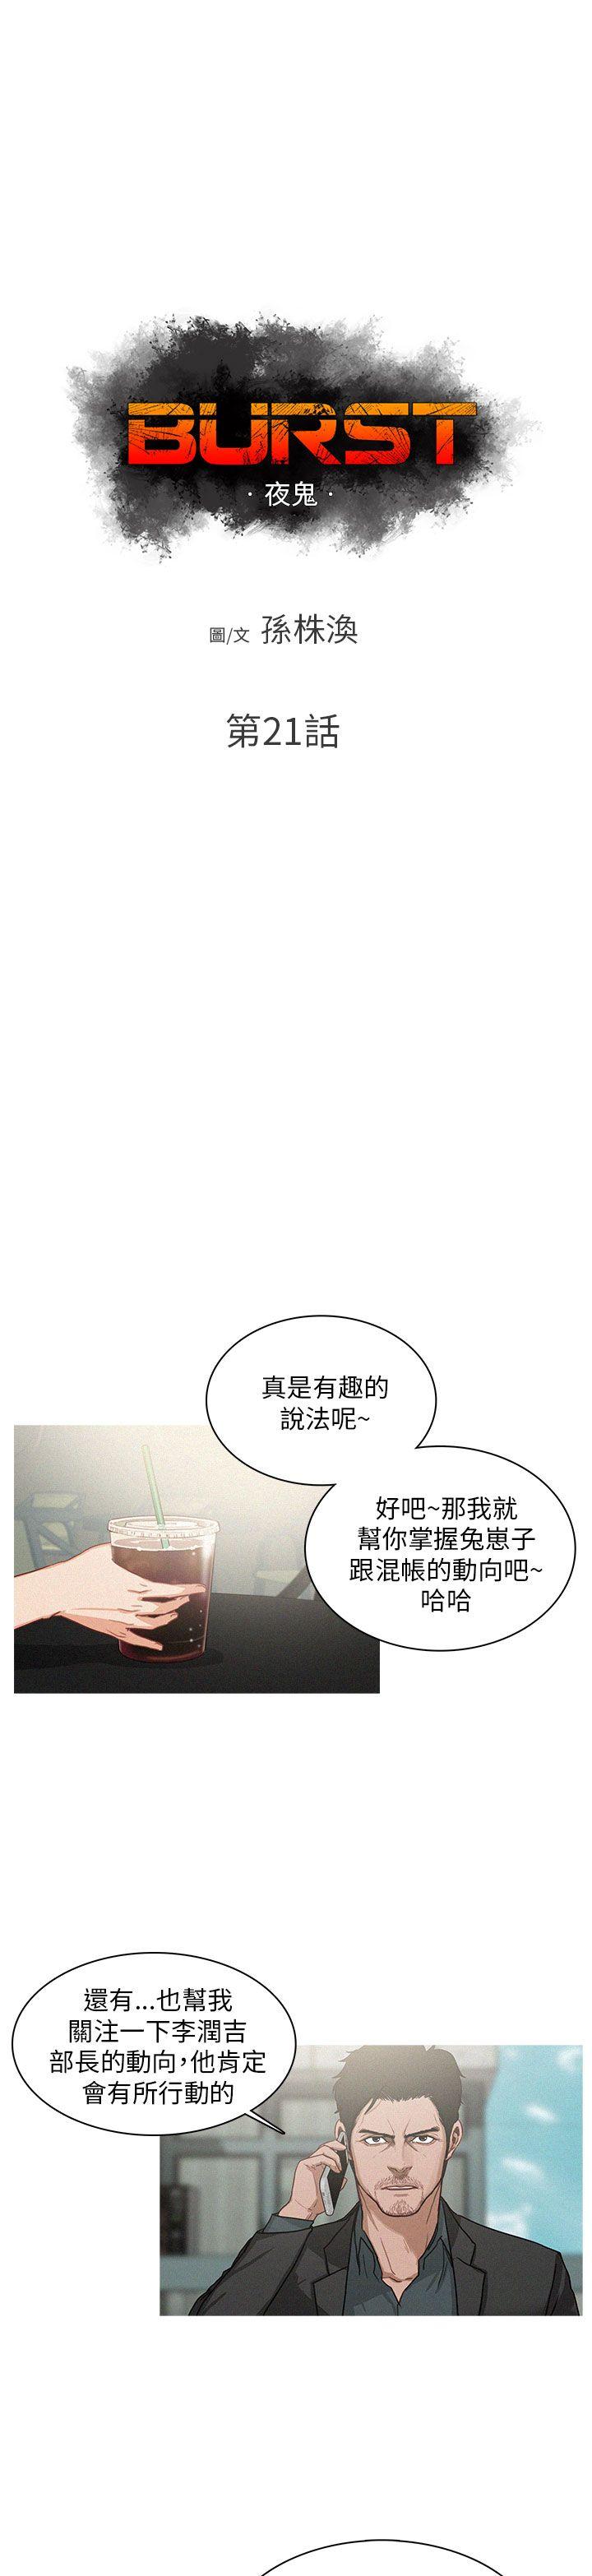 BURST
·夜鬼·
圖/文 孫株渙
第21話
真是有趣的
說法呢~
好吧~那我就
幫你掌握兔崽子
跟混帳的動向吧~
哈哈
還有...也幫我
關注一下李潤吉
部長的動向,他肯定
會有所行動的